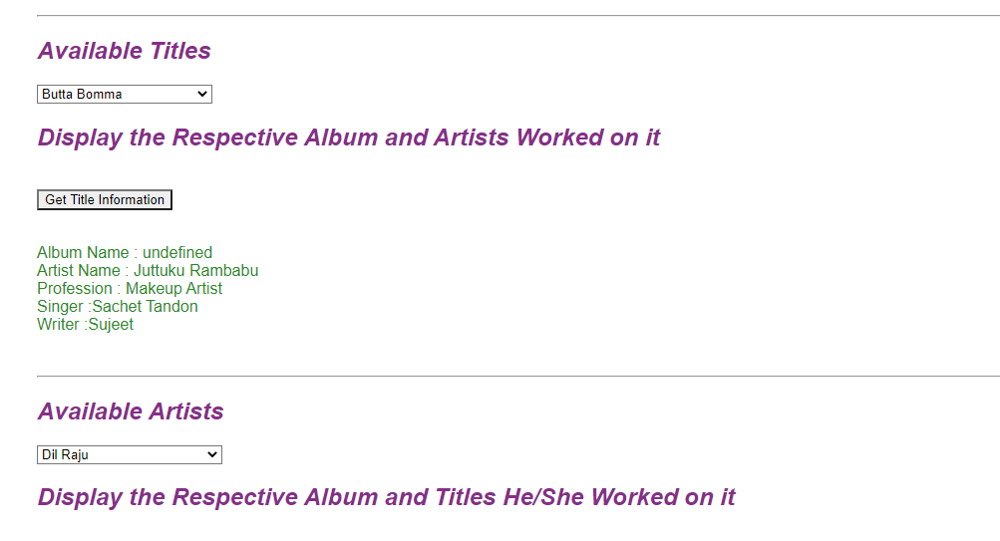 Available Titles
Butta Bomma
Display the Respective Album and Artists Worked on it
Get Title Information
Album Name : undefined
Artist Name : Juttuku Rambabu
Profession : Makeup Artist
Singer :Sachet Tandon
Writer :Sujeet
Available Artists
Dil Raju
Display the Respective Album and Titles He/She Worked on it